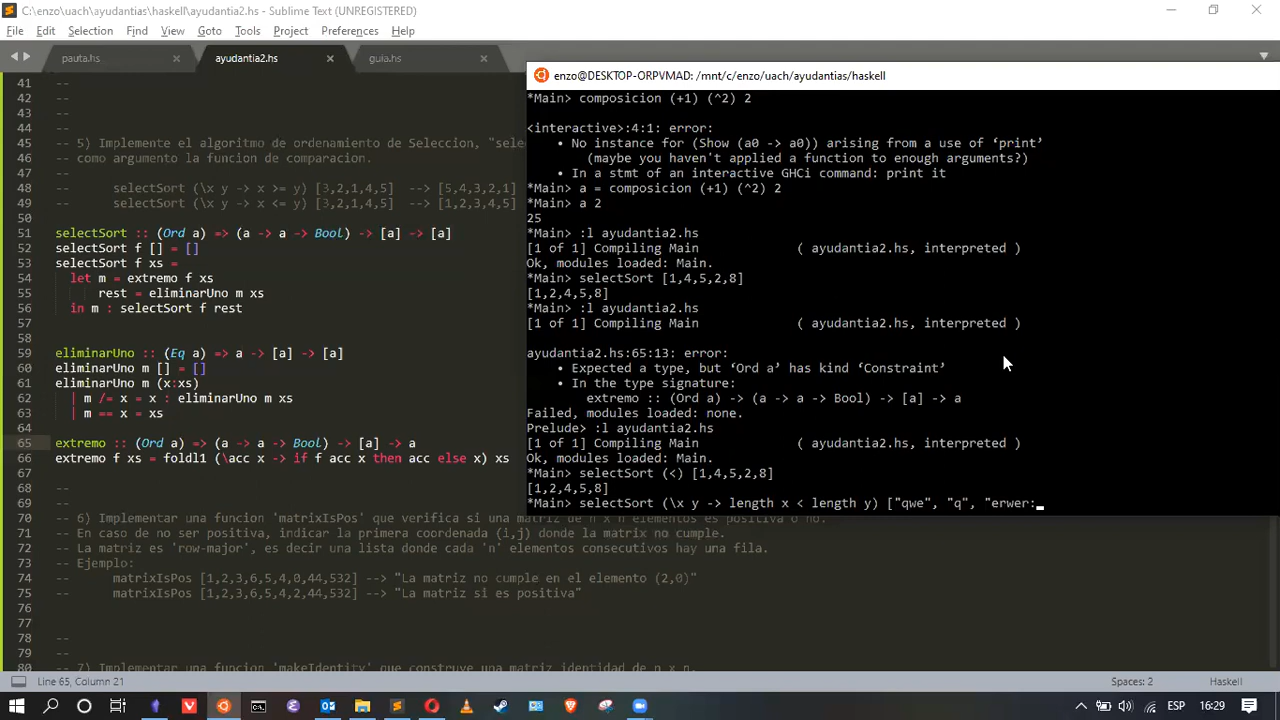 C:\enzo\uach\ayudantias\haskell\ayudantia2.hs - Sublime Text (UNREGISTERED)
File Edit Selection Find View Goto Tools Project Preferences Help
pauta.hs ayudantia2.hs guia.hs
41 --
42 --
43 --
44 --
45 -- 5) Implemente el algoritmo de ordenamiento de Seleccion, "sele
46 -- como argumento la funcion de comparacion.
47 --
48 -- selectSort (\x y -> x >= y) [3,2,1,4,5] --> [5,4,3,2,1]
49 -- selectSort (\x y -> x <= y) [3,2,1,4,5] --> [1,2,3,4,5]
50
51 selectSort :: (Ord a) => (a -> a -> Bool) -> [a] -> [a]
52 selectSort f [] = []
53 selectSort f xs =
54 let m = extremo f xs
55 rest = eliminarUno m xs
56 in m : selectSort f rest
57
58
59 eliminarUno :: (Eq a) => a -> [a] -> [a]
60 eliminarUno m [] = []
61 eliminarUno m (x:xs)
62 | m /= x = x : eliminarUno m xs
63 | m == x = xs
64
65 extremo :: (Ord a) => (a -> a -> Bool) -> [a] -> a
66 extremo f xs = foldl1 (\acc x -> if f acc x then acc else x) xs
67
68 --
69 --
70 -- 6) Implementar una funcion 'matrixIsPos' que verifica si una matriz de n x n elementos es positiva o no.
71 -- En caso de no ser positiva, indicar la primera coordenada (i,j) donde la matrix no cumple.
72 -- La matriz es 'row-major', es decir una lista donde cada 'n' elementos consecutivos hay una fila.
73 -- Ejemplo:
74 -- matrixIsPos [1,2,3,6,5,4,0,44,532] --> "La matriz no cumple en el elemento (2,0)"
75 -- matrixIsPos [1,2,3,6,5,4,2,44,532] --> "La matriz si es positiva"
76
77
78 --
79 --
80 -- 7) Implementar una funcion 'makeIdentity' que construye una matriz identidad de n x n.
enzo@DESKTOP-ORPVMAD: /mnt/c/enzo/uach/ayudantias/haskell
*Main> composicion (+1) (^2) 2
<interactive>:4:1: error:
• No instance for (Show (a0 -> a0)) arising from a use of ‘print’
(maybe you haven't applied a function to enough arguments?)
• In a stmt of an interactive GHCi command: print it
*Main> a = composicion (+1) (^2) 2
*Main> a 2
25
*Main> :l ayudantia2.hs
[1 of 1] Compiling Main ( ayudantia2.hs, interpreted )
Ok, modules loaded: Main.
*Main> selectSort [1,4,5,2,8]
[1,2,4,5,8]
*Main> :l ayudantia2.hs
[1 of 1] Compiling Main ( ayudantia2.hs, interpreted )
ayudantia2.hs:65:13: error:
• Expected a type, but ‘Ord a’ has kind ‘Constraint’
• In the type signature:
extremo :: (Ord a) -> (a -> a -> Bool) -> [a] -> a
Failed, modules loaded: none.
Prelude> :l ayudantia2.hs
[1 of 1] Compiling Main ( ayudantia2.hs, interpreted )
Ok, modules loaded: Main.
*Main> selectSort (<) [1,4,5,2,8]
[1,2,4,5,8]
*Main> selectSort (\x y -> length x < length y) ["qwe", "q", "erwer:
Line 65, Column 21
Spaces: 2 Haskell
ESP 16:29